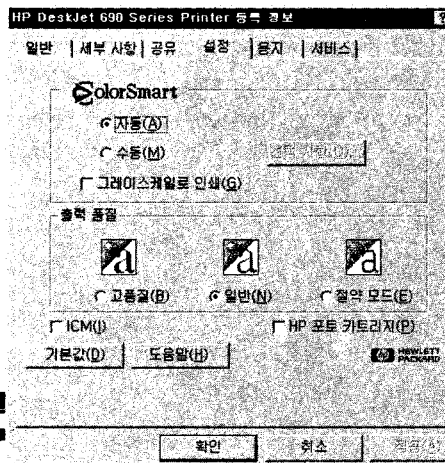 HP DeskJet 690 Series Printer 등록 정보
일반 세부 사항 공유 설정 용지 서비스
ColorSmart
자동(A)
수동(M)
그레이스케일로 인쇄(G)
출력 품질
고품질(B) 일반(N) 절약 모드(E)
ICM(I) HP 포토 카트리지(P)
기본값(D) 도움말(H) HEWLETT PACKARD
확인 취소